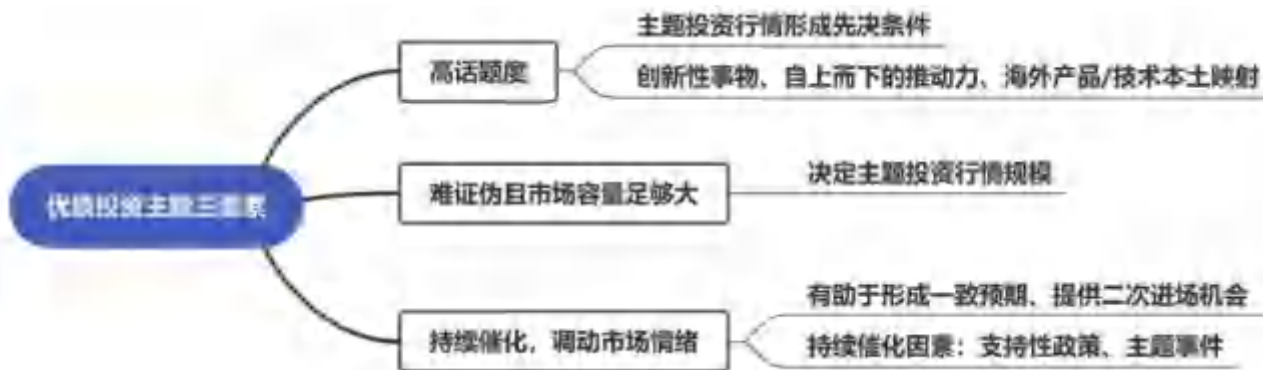 优质投资主题三要素
高话题度
主题投资行情形成先决条件
创新性事物、自上而下的推动力、海外产品/技术本土映射
难证伪且市场容量足够大
决定主题投资行情规模
持续催化，调动市场情绪
有助于形成一致预期、提供二次进场机会
持续催化因素：支持性政策、主题事件